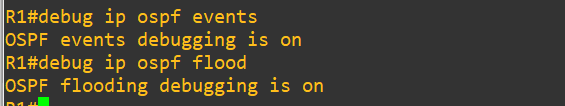 R1#debug ip ospf events
OSPF events debugging is on
R1#debug ip ospf flood
OSPF flooding debugging is on
R1#